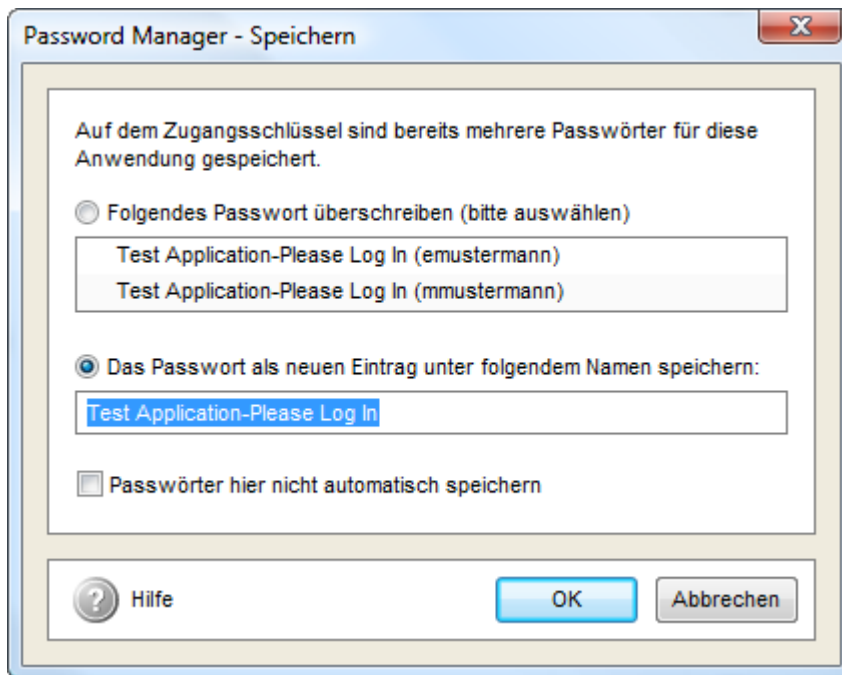 Password Manager - Speichern
Auf dem Zugangsschlüssel sind bereits mehrere Passwörter für diese
Anwendung gespeichert.
Folgendes Passwort überschreiben (bitte auswählen)
Test Application-Please Log In (emustermann)
Test Application-Please Log In (mmustermann)
Das Passwort als neuen Eintrag unter folgendem Namen speichern:
Test Application-Please Log In
Passwörter hier nicht automatisch speichern
? Hilfe
OK
Abbrechen